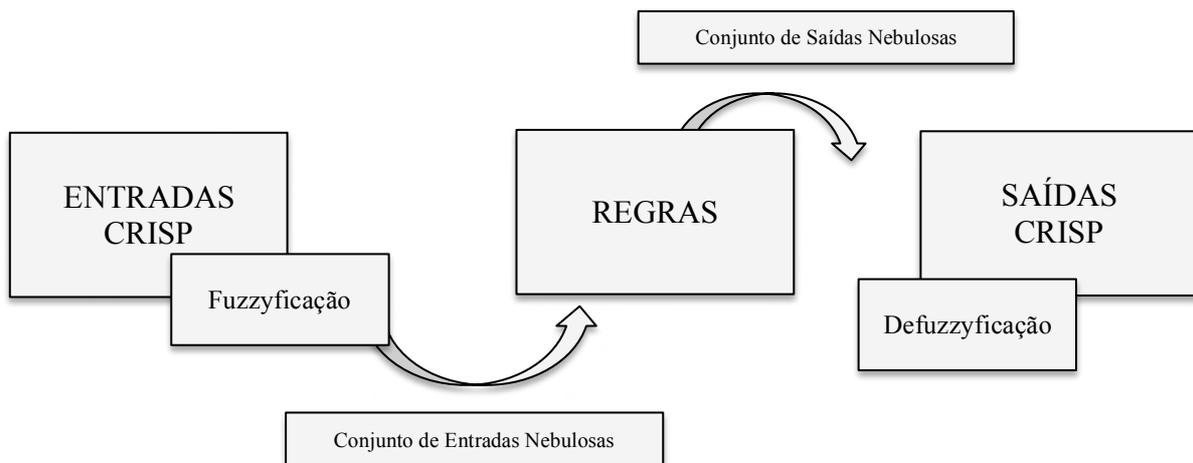 Conjunto de Saídas Nebulosas
ENTRADAS
CRISP
Fuzzyficação
REGRAS
SAÍDAS
CRISP
Defuzzyficação
Conjunto de Entradas Nebulosas